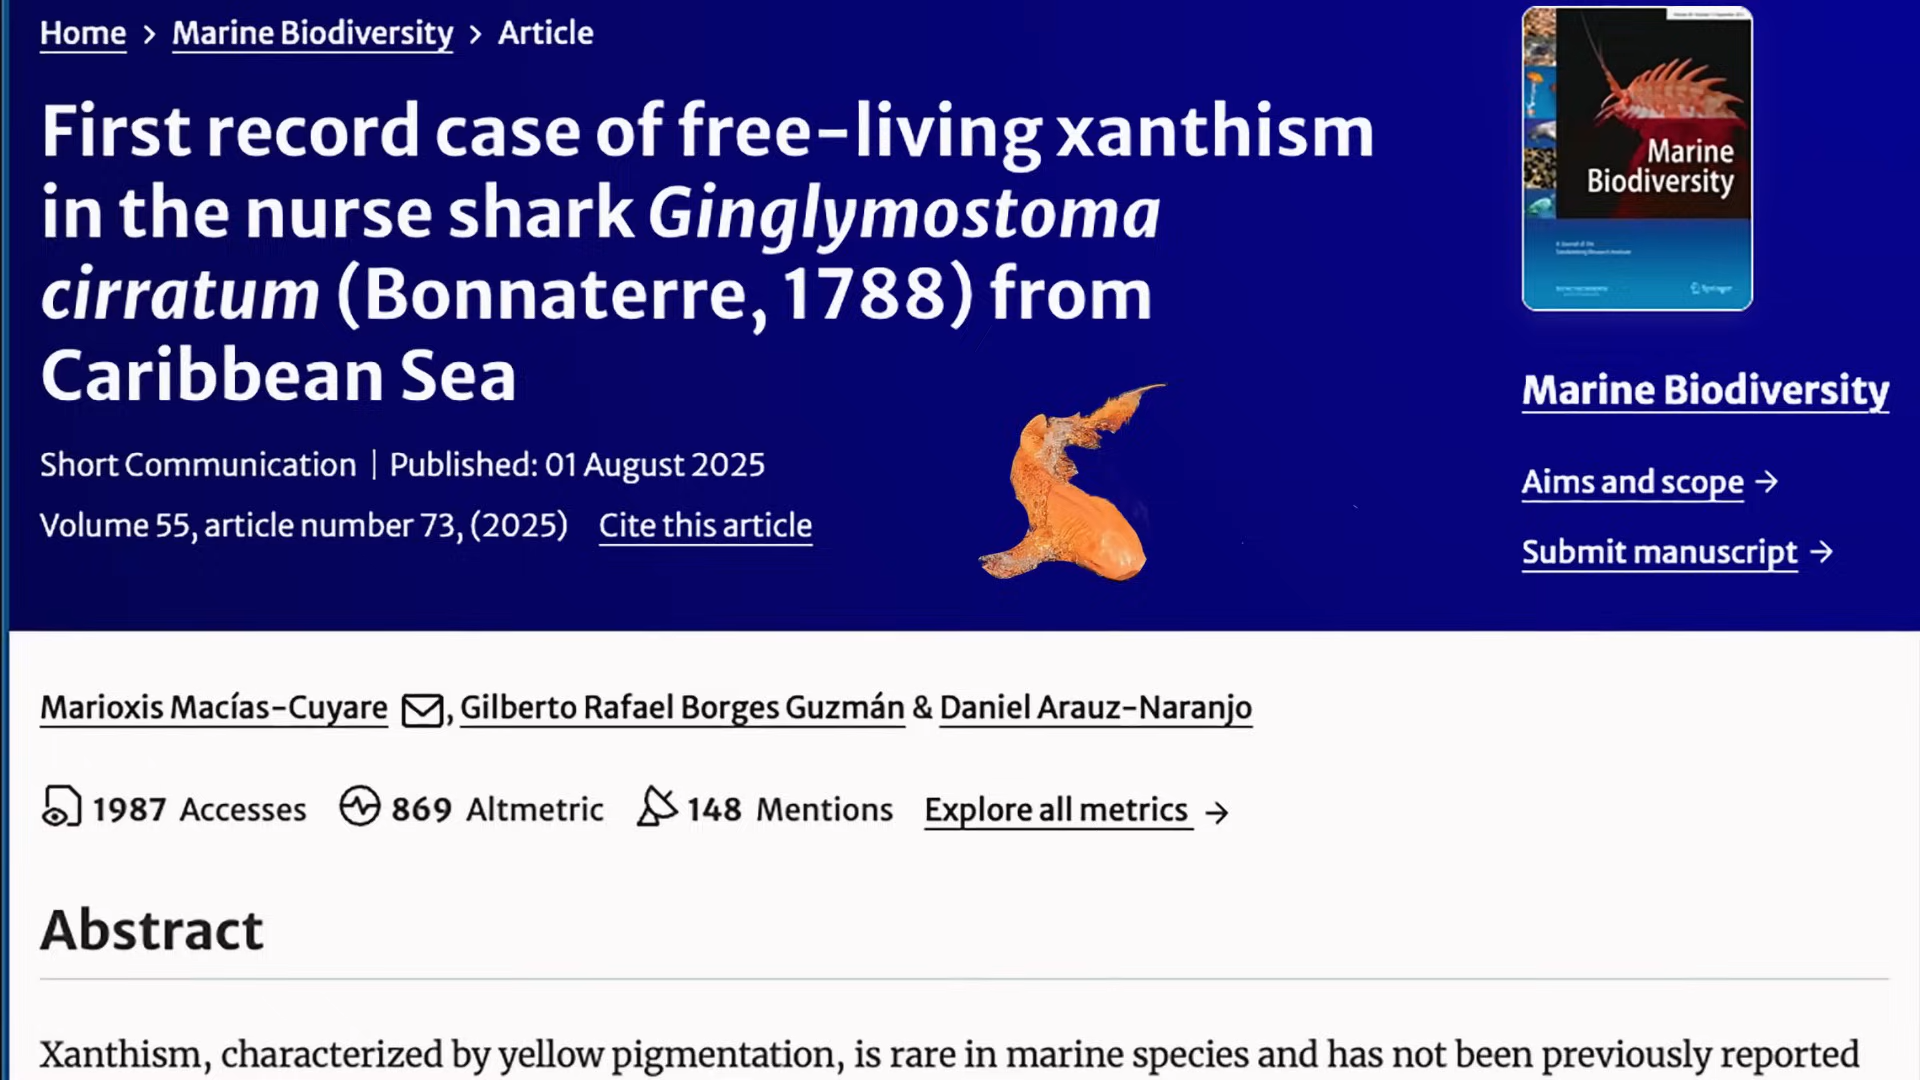 Home > Marine Biodiversity > Article
First record case of free-living xanthism
in the nurse shark Ginglymostoma
cirratum (Bonnaterre, 1788) from
Caribbean Sea
Short Communication | Published: 01 August 2025
Volume 55, article number 73, (2025) Cite this article
Marine
Biodiversity
Springer
Marine Biodiversity
Aims and scope →
Submit manuscript →
Marioxis Macías-Cuyare, Gilberto Rafael Borges Guzmán & Daniel Arauz-Naranjo
1987 Accesses 869 Altmetric 148 Mentions Explore all metrics →
Abstract
Xanthism, characterized by yellow pigmentation, is rare in marine species and has not been previously reported